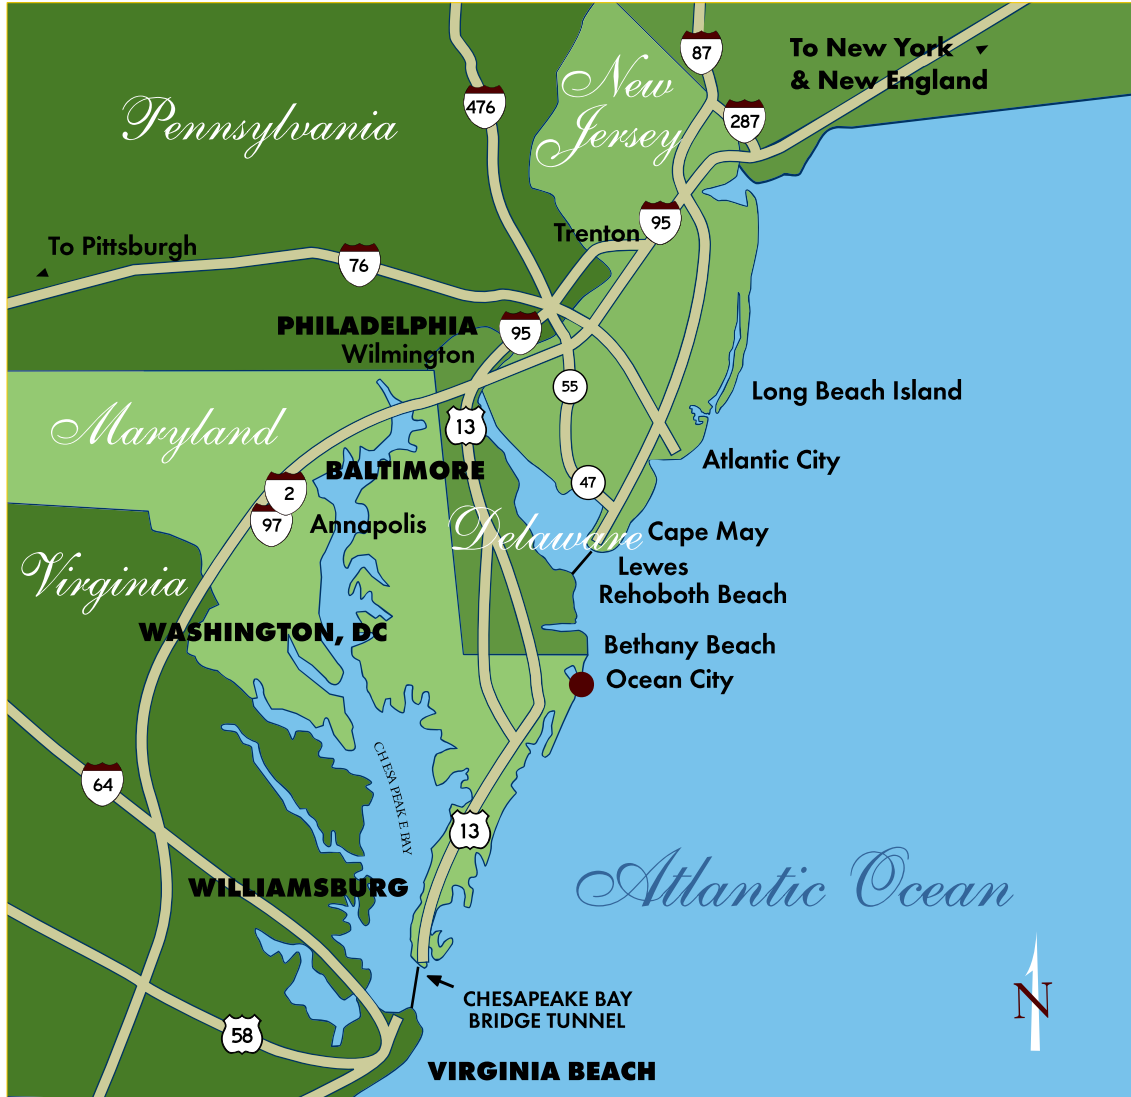 87
To New York
& New England
New
Jersey
476
287
Pennsylvania
95
Trenton
To Pittsburgh
76
PHILADELPHIA
95
Wilmington
55
Long Beach Island
Maryland
13
Atlantic City
BALTIMORE
47
2
97
Annapolis
Delaware
Cape May
Lewes
Virginia
Rehoboth Beach
WASHINGTON, DC
Bethany Beach
Ocean City
CHESAPEAKE BAY
64
13
WILLIAMSBURG
Atlantic Ocean
N
CHESAPEAKE BAY
BRIDGE TUNNEL
58
VIRGINIA BEACH